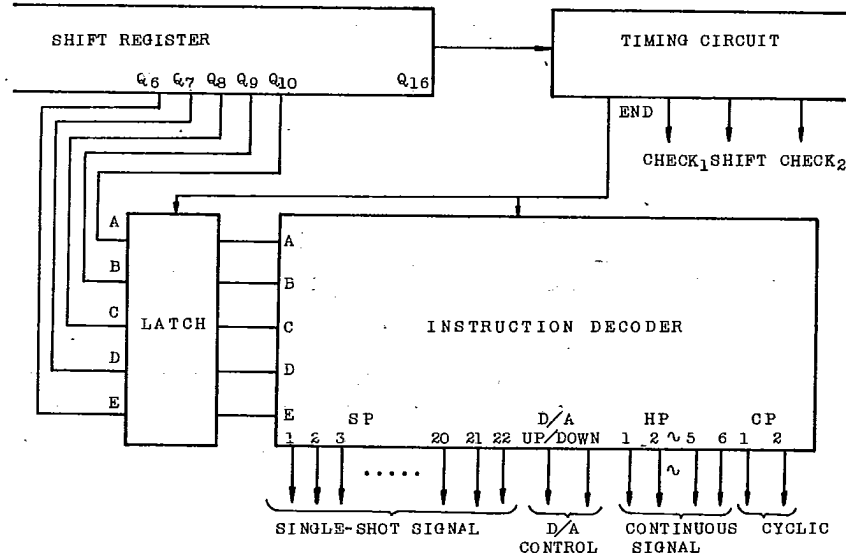 SHIFT REGISTER
TIMING CIRCUIT
Q6 Q7 Q8 Q9 Q10 Q16
END
CHECK1 SHIFT CHECK2
A
B
C
D
E
LATCH
A
B
C
D
E
INSTRUCTION DECODER
SP D/A HP CP
1 2 3 20 21 22 UP/DOWN 1 2 ~ 5 6 1 2
..... ~
SINGLE-SHOT SIGNAL D/A CONTINUOUS CYCLIC
CONTROL SIGNAL